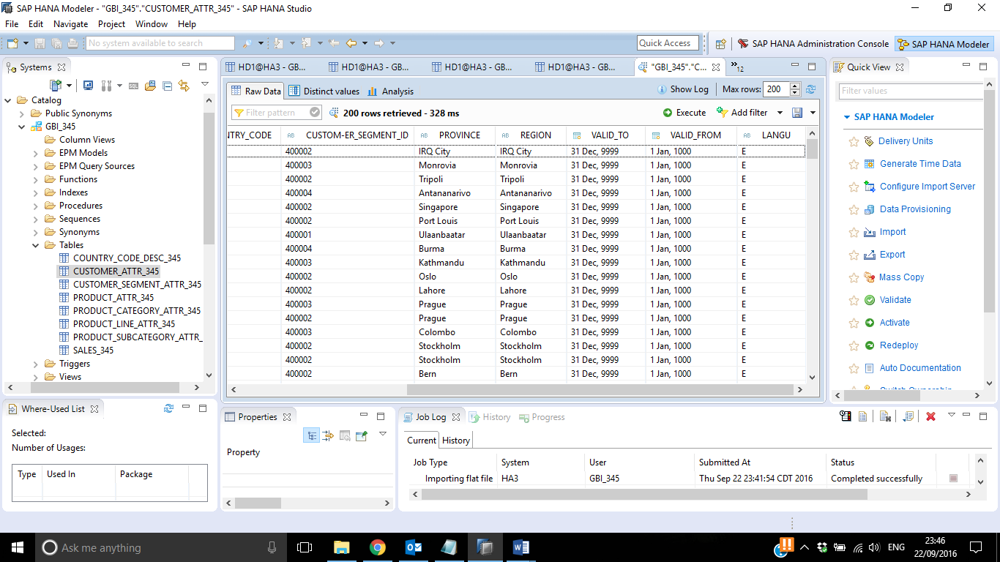 SAP HANA Modeler - "GBI_345"."CUSTOMER_ATTR_345" - SAP HANA Studio
File Edit Navigate Project Window Help
No system available to search
Quick Access
SAP HANA Administration Console
SAP HANA Modeler
Systems
SQL
Catalog
Public Synonyms
GBI_345
Column Views
EPM Models
EPM Query Sources
Functions
Indexes
Procedures
Sequences
Synonyms
Tables
COUNTRY_CODE_DESC_345
CUSTOMER_ATTR_345
CUSTOMER_SEGMENT_ATTR_345
PRODUCT_ATTR_345
PRODUCT_CATEGORY_ATTR_345
PRODUCT_LINE_ATTR_345
PRODUCT_SUBCATEGORY_ATTR_
SALES_345
Triggers
Views
HD1@HA3 - GB... HD1@HA3 - GB... HD1@HA3 - GB... HD1@HA3 - GB... "GBI_345"."C... »12
Raw Data Distinct values Analysis Show Log Max rows: 200
Filter pattern 200 rows retrieved - 328 ms Execute Add filter
NTRY_CODE AB CUSTOM-ER_SEGMENT_ID AB PROVINCE AB REGION VALID_TO VALID_FROM AB LANGU
400002 IRQ City IRQ City 31 Dec, 9999 1 Jan, 1000 E
400003 Monrovia Monrovia 31 Dec, 9999 1 Jan, 1000 E
400002 Tripoli Tripoli 31 Dec, 9999 1 Jan, 1000 E
400004 Antananarivo Antananarivo 31 Dec, 9999 1 Jan, 1000 E
400002 Singapore Singapore 31 Dec, 9999 1 Jan, 1000 E
400002 Port Louis Port Louis 31 Dec, 9999 1 Jan, 1000 E
400001 Ulaanbaatar Ulaanbaatar 31 Dec, 9999 1 Jan, 1000 E
400004 Burma Burma 31 Dec, 9999 1 Jan, 1000 E
400003 Kathmandu Kathmandu 31 Dec, 9999 1 Jan, 1000 E
400002 Oslo Oslo 31 Dec, 9999 1 Jan, 1000 E
400002 Lahore Lahore 31 Dec, 9999 1 Jan, 1000 E
400003 Prague Prague 31 Dec, 9999 1 Jan, 1000 E
400002 Prague Prague 31 Dec, 9999 1 Jan, 1000 E
400003 Colombo Colombo 31 Dec, 9999 1 Jan, 1000 E
400002 Stockholm Stockholm 31 Dec, 9999 1 Jan, 1000 E
400002 Stockholm Stockholm 31 Dec, 9999 1 Jan, 1000 E
400002 Bern Bern 31 Dec, 9999 1 Jan, 1000 E
Quick View
Filter values
SAP HANA Modeler
Delivery Units
Generate Time Data
Configure Import Server
Data Provisioning
Import
Export
Mass Copy
Validate
Activate
Redeploy
Auto Documentation
Switch Ownership
Where-Used List
Selected:
Number of Usages:
Type Used In Package
Properties
Property
Job Log History Progress
Current History
Job Type System User Submitted At Status
Importing flat file HA3 GBI_345 Thu Sep 22 23:41:54 CDT 2016 Completed successfully
Ask me anything
ENG
23:46
22/09/2016